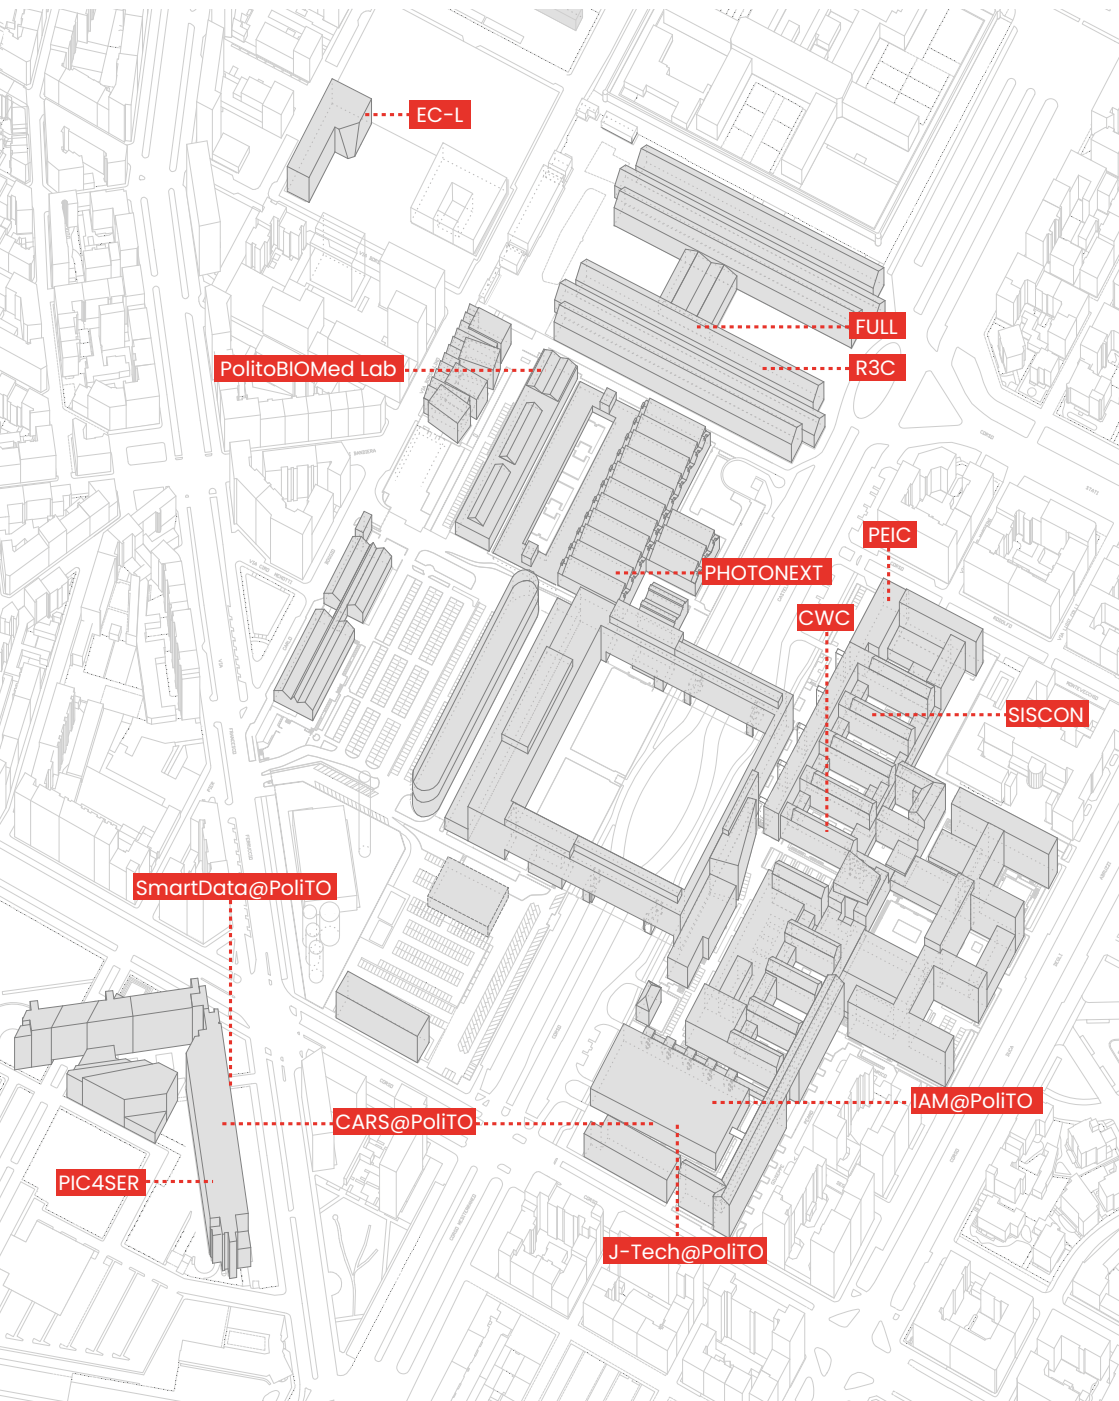 EC-L
FULL
PolitoBIOMed Lab
R3C
PEIC
PHOTONEXT
CWC
SISCON
SmartData@PoliTO
IAM@PoliTO
CARS@PoliTO
PIC4SER
J-Tech@PoliTO